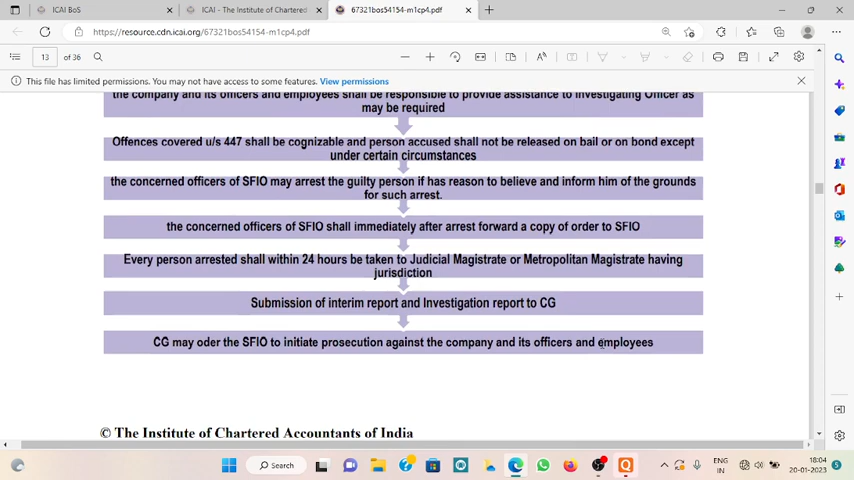 ICAI BoS
ICAI - The Institute of Chartered
67321bos54154-m1cp4.pdf
https://resource.cdn.icai.org/67321bos54154-m1cp4.pdf
13 of 36
This file has limited permissions. You may not have access to some features. View permissions
the company and its officers and employees shall be responsible to provide assistance to Investigating Officer as
may be required
Offences covered u/s 447 shall be cognizable and person accused shall not be released on bail or on bond except
under certain circumstances
the concerned officers of SFIO may arrest the guilty person if has reason to believe and inform him of the grounds
for such arrest.
the concerned officers of SFIO shall immediately after arrest forward a copy of order to SFIO
Every person arrested shall within 24 hours be taken to Judicial Magistrate or Metropolitan Magistrate having
jurisdiction
Submission of interim report and Investigation report to CG
CG may oder the SFIO to initiate prosecution against the company and its officers and employees
© The Institute of Chartered Accountants of India
Search
ENG
IN
18:04
20-01-2023
5